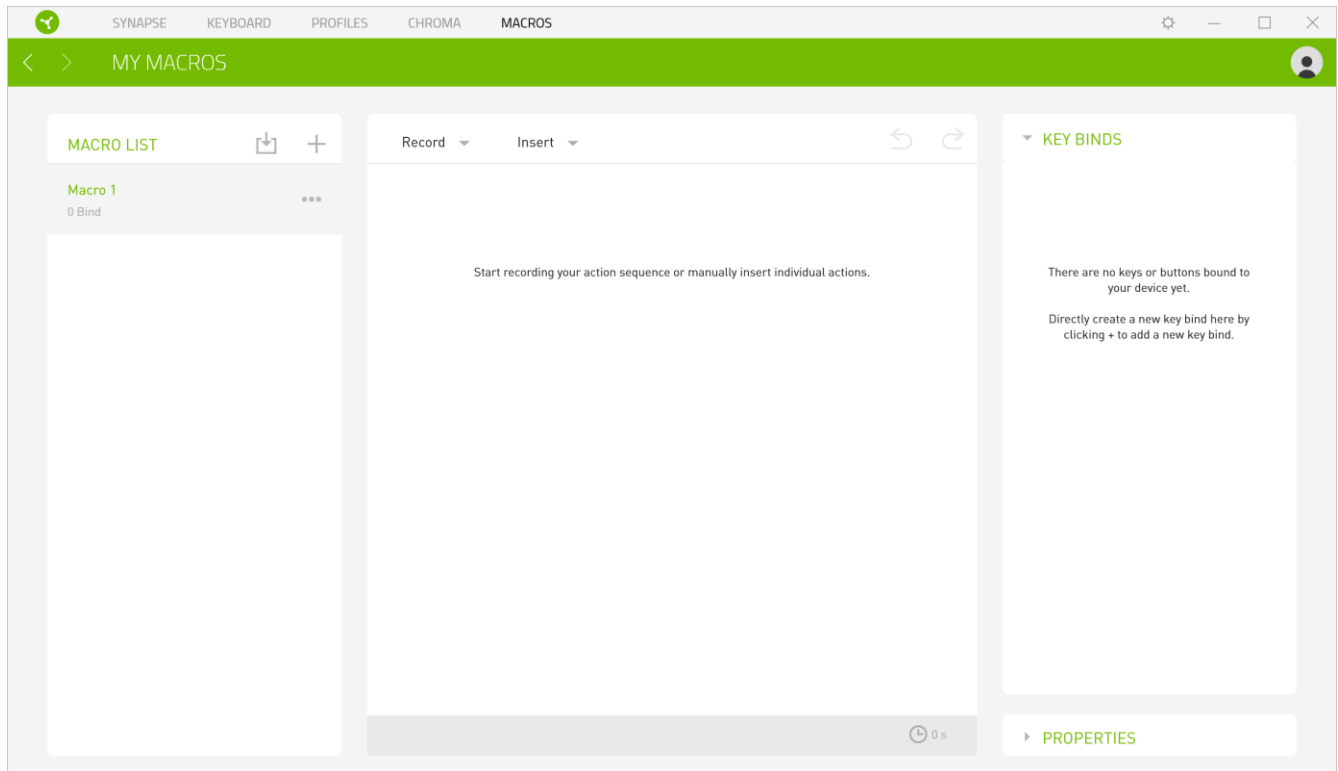 SYNAPSE KEYBOARD PROFILES CHROMA MACROS
MY MACROS
MACRO LIST
Macro 1
0 Bind
Record Insert
Start recording your action sequence or manually insert individual actions.
0 s
KEY BINDS
There are no keys or buttons bound to
your device yet.
Directly create a new key bind here by
clicking + to add a new key bind.
PROPERTIES